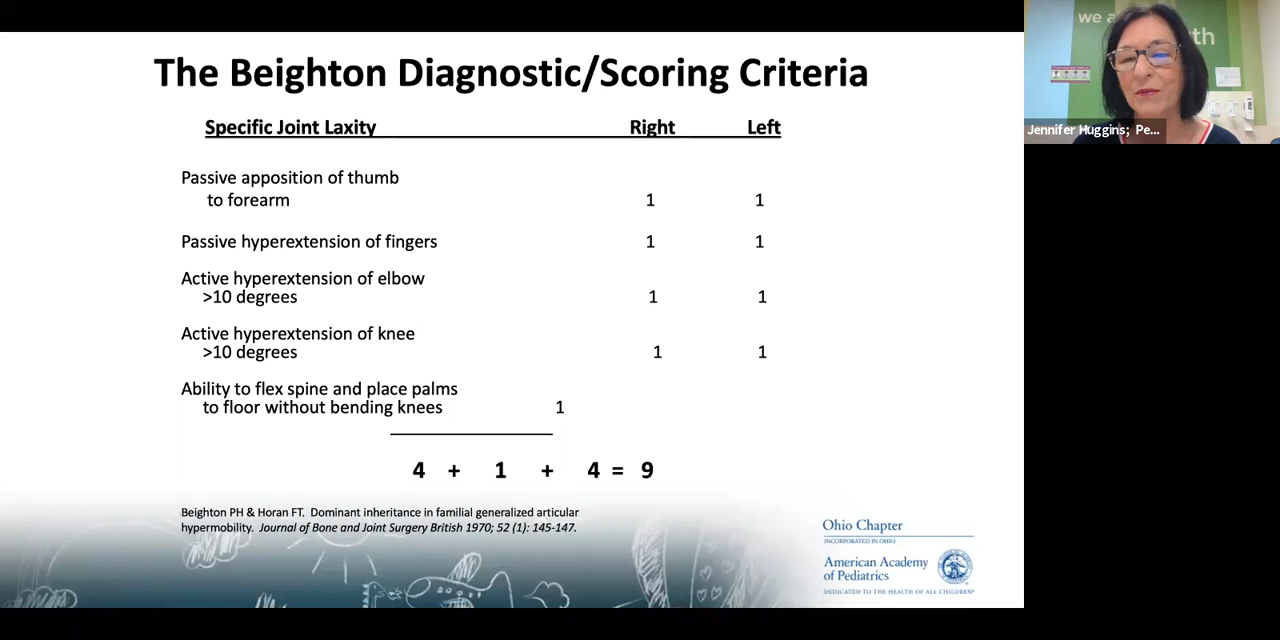 The Beighton Diagnostic/Scoring Criteria
Specific Joint Laxity Right Left
Passive apposition of thumb
to forearm 1 1
Passive hyperextension of fingers 1 1
Active hyperextension of elbow
>10 degrees 1 1
Active hyperextension of knee
>10 degrees 1 1
Ability to flex spine and place palms
to floor without bending knees 1
4 + 1 + 4 = 9
Beighton PH & Horan FT. Dominant inheritance in familial generalized articular
hypermobility. Journal of Bone and Joint Surgery British 1970; 52 (1): 145-147.
Ohio Chapter
INCORPORATED IN OHIO
American Academy
of Pediatrics
DEDICATED TO THE HEALTH OF ALL CHILDREN®
we a
th
Jennifer Huggins; Pe...